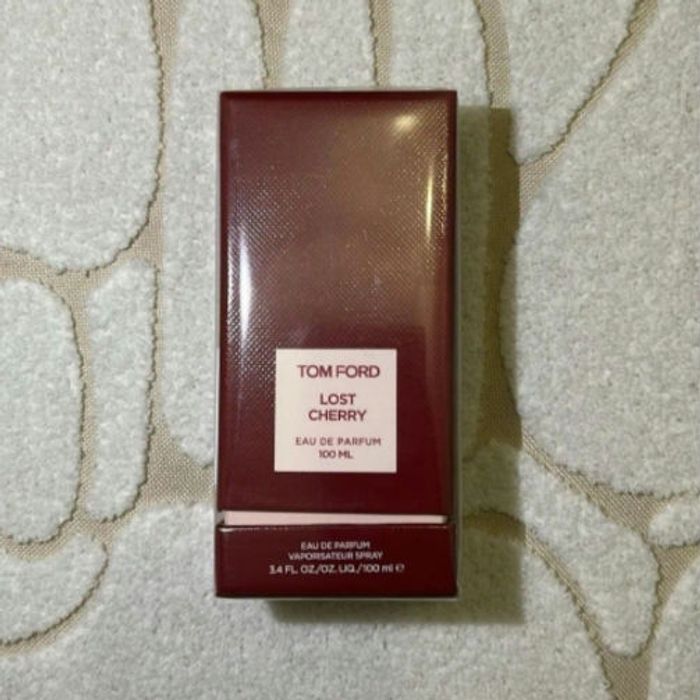 TOM FORD
LOST
CHERRY
EAU DE PARFUM
100 ML
EAU DE PARFUM
VAPORISATEUR SPRAY
3.4 FL. OZ./OZ. LIQ./100 ml ℮